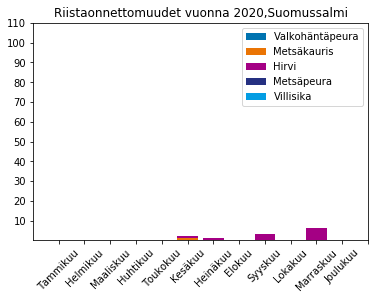 Riistaonnettomuudet vuonna 2020,Suomussalmi
110
100
90
80
70
60
50
40
30
20
10
Valkohäntäpeura
Metsäkauris
Hirvi
Metsäpeura
Villisika
Tammikuu
Helmikuu
Maaliskuu
Huhtikuu
Toukokuu
Kesäkuu
Heinäkuu
Elokuu
Syyskuu
Lokakuu
Marraskuu
Joulukuu